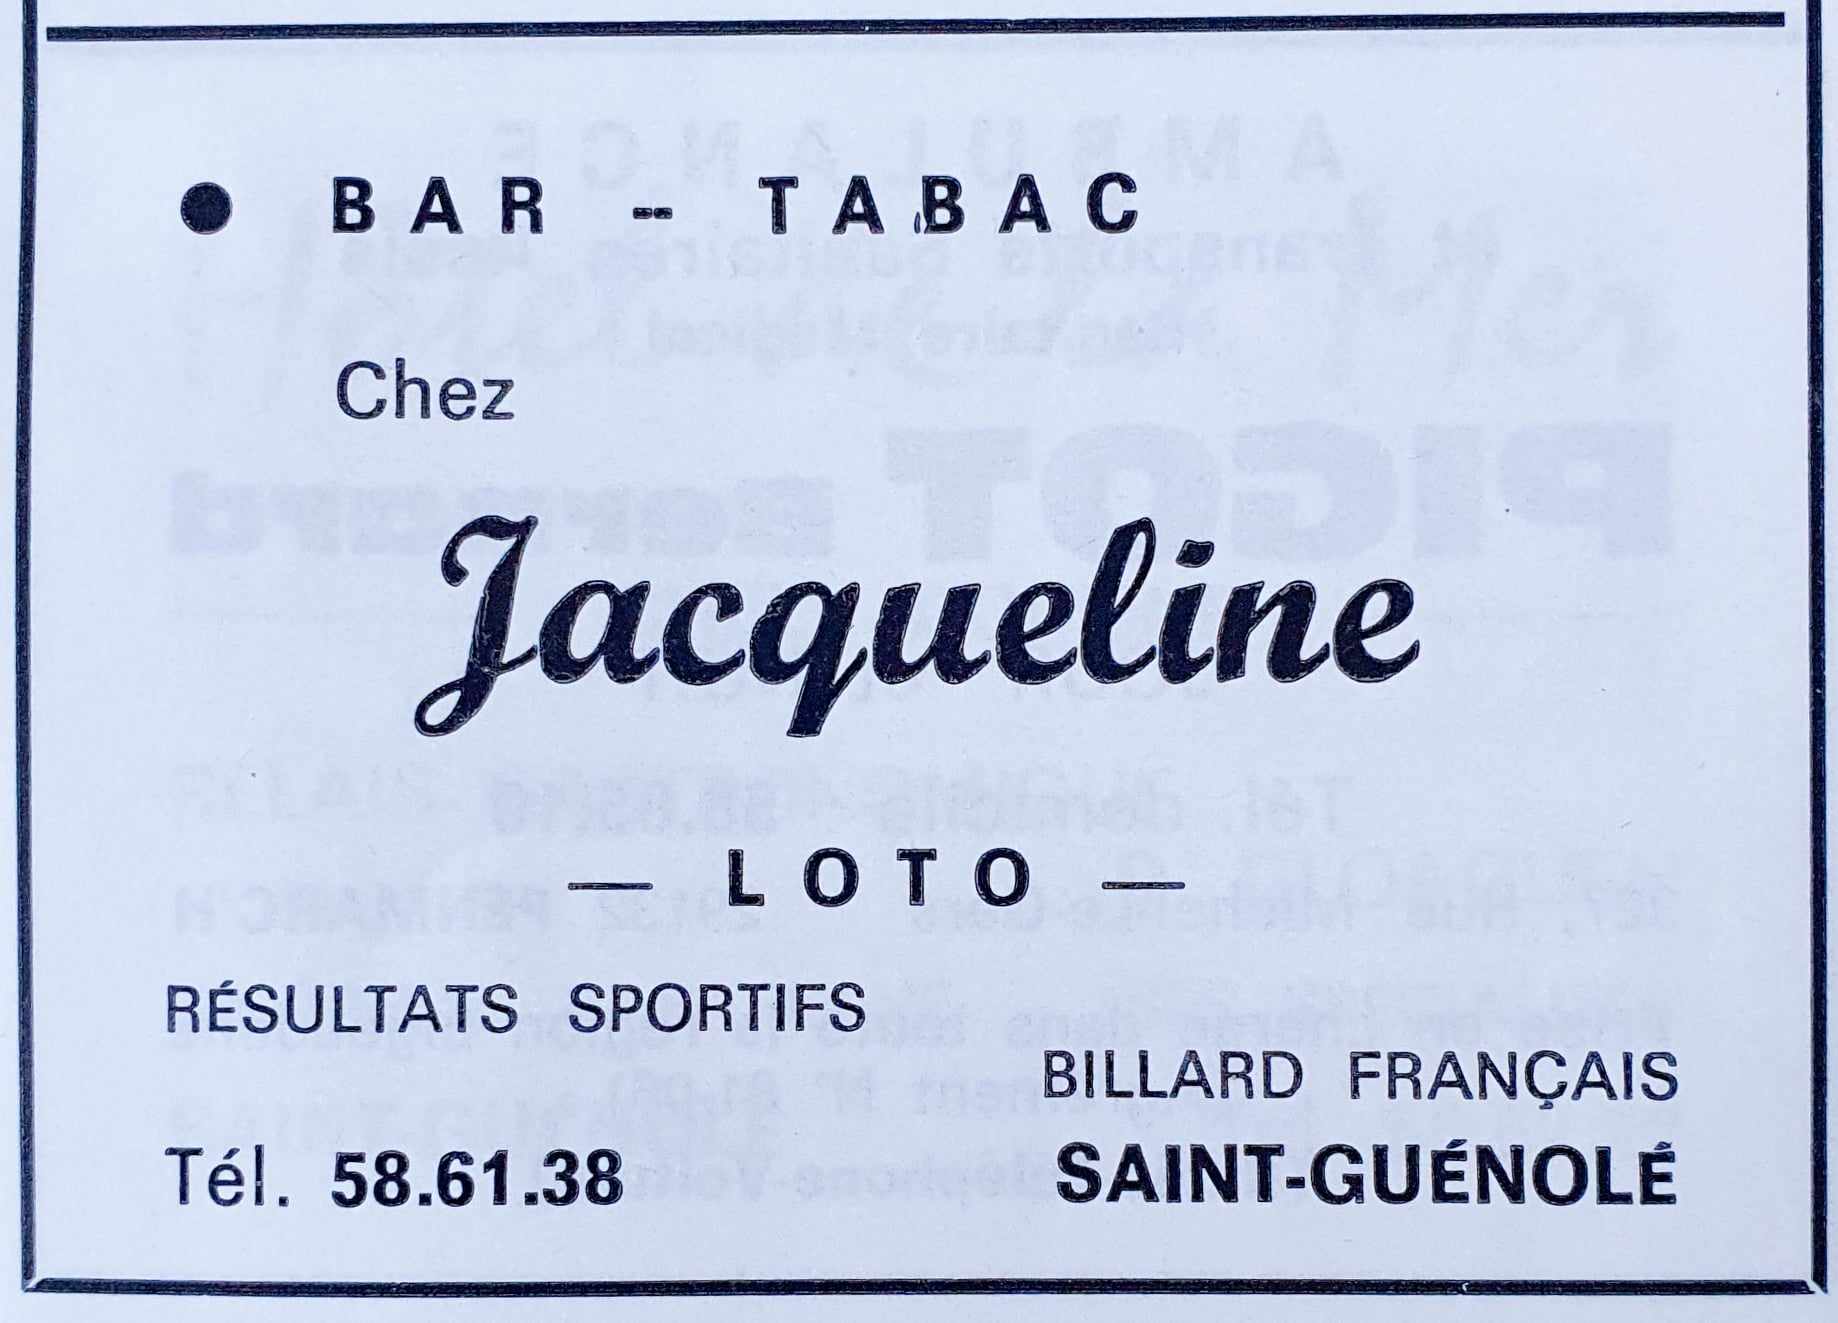 ● BAR - TABAC
Chez
Jacqueline
— LOTO —
RÉSULTATS SPORTIFS
BILLARD FRANÇAIS
Tél. 58.61.38
SAINT-GUÉNOLÉ